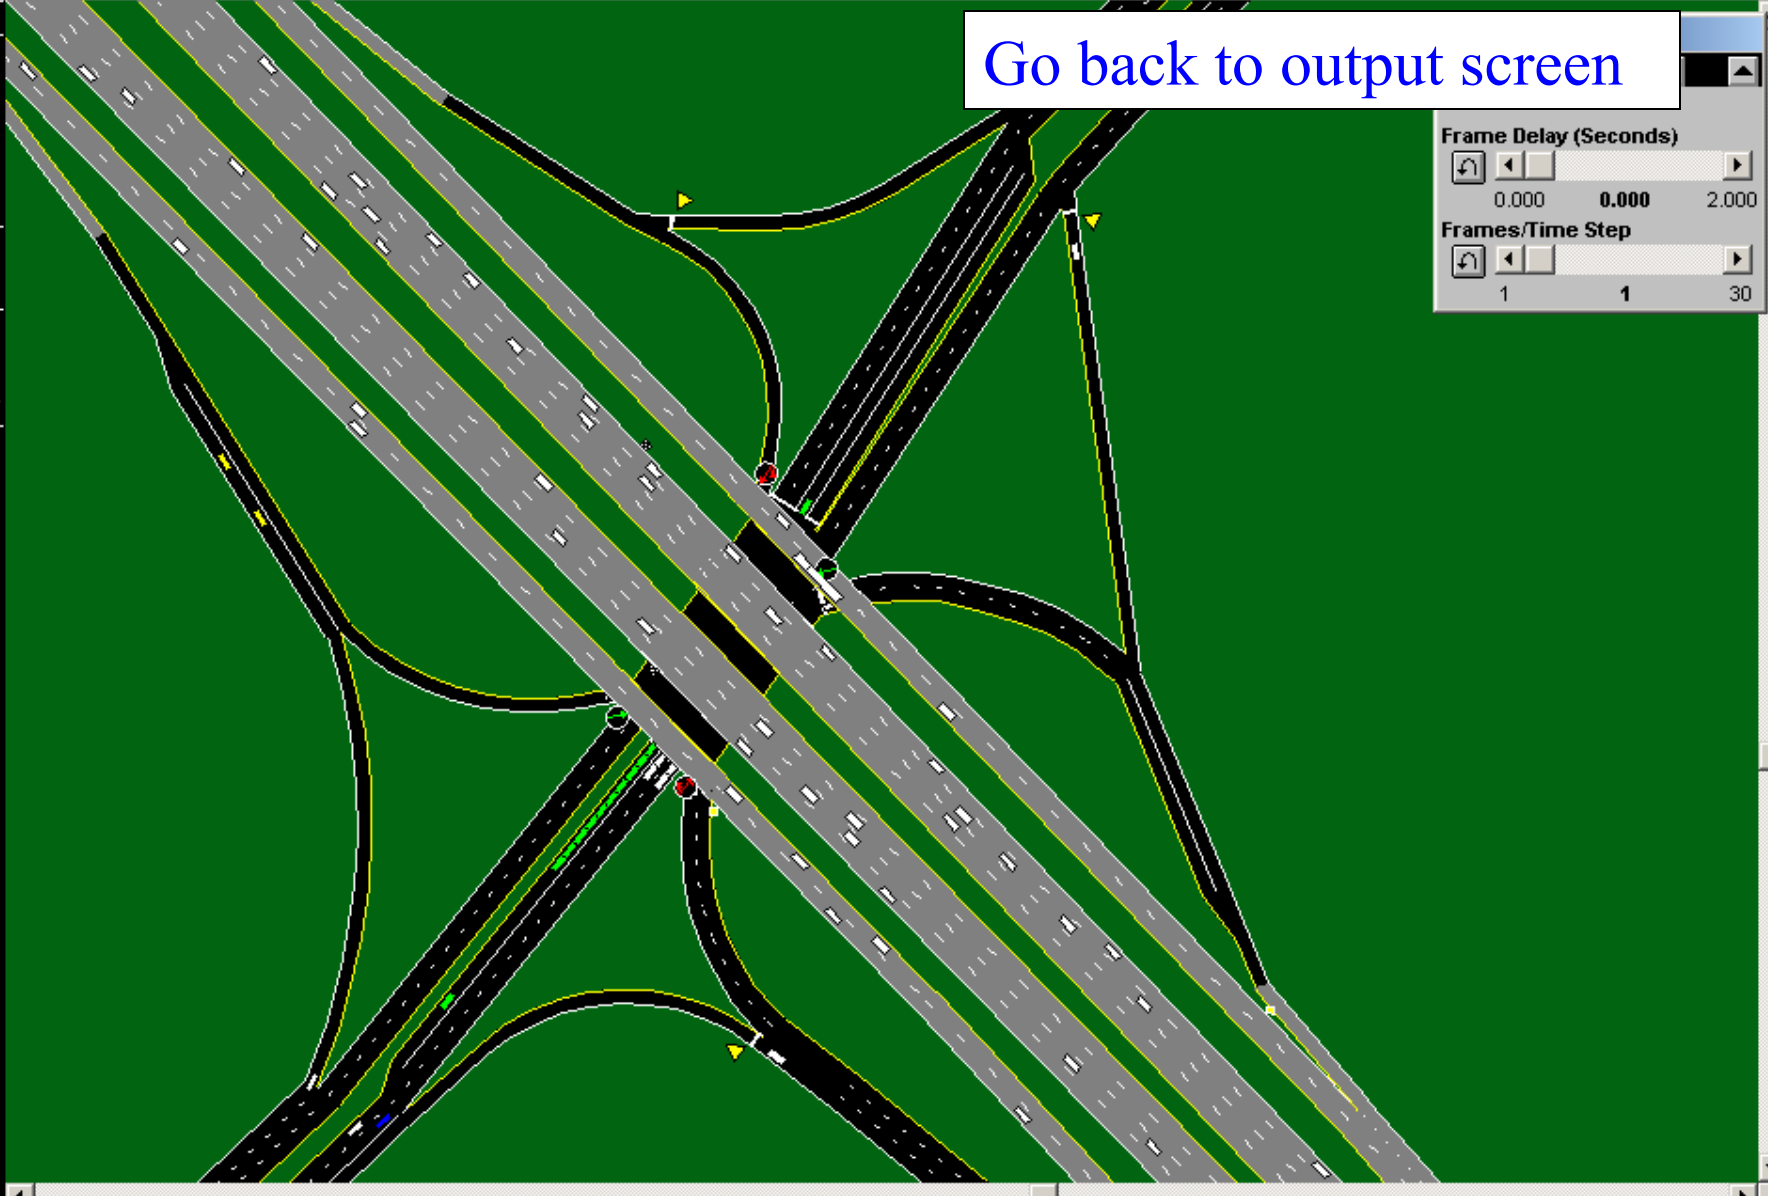 Go back to output screen
Frame Delay (Seconds)
0.000 0.000 2.000
Frames/Time Step
1 1 30